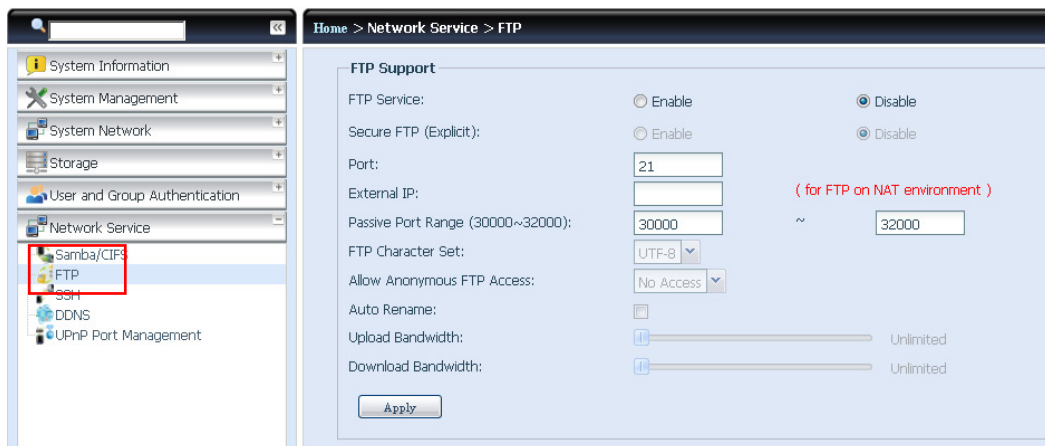 Home > Network Service > FTP
System Information
System Management
System Network
Storage
User and Group Authentication
Network Service
Samba/CIFS
FTP
SSH
DDNS
UPnP Port Management
FTP Support
FTP Service: Enable Disable
Secure FTP (Explicit): Enable Disable
Port: 21
External IP: ( for FTP on NAT environment )
Passive Port Range (30000~32000): 30000 ~ 32000
FTP Character Set: UTF-8
Allow Anonymous FTP Access: No Access
Auto Rename:
Upload Bandwidth: Unlimited
Download Bandwidth: Unlimited
Apply